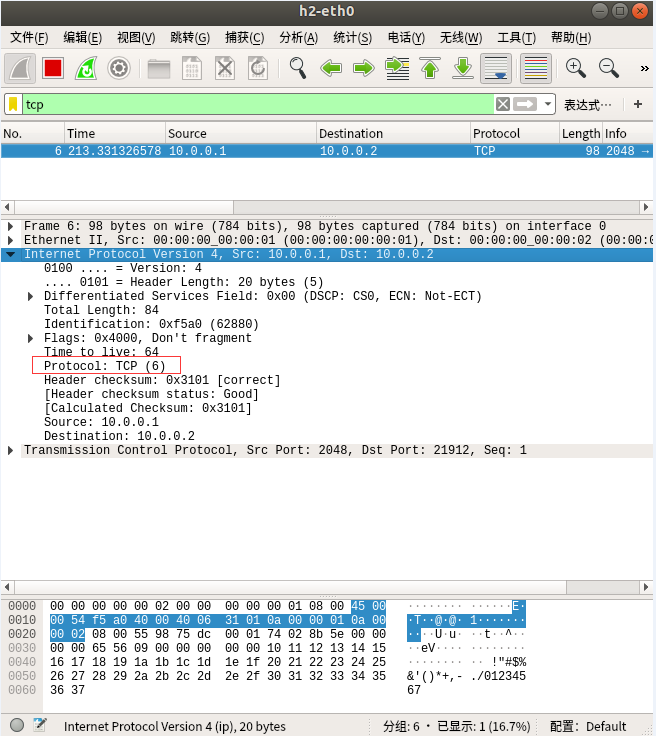 h2-eth0
文件(F) 编辑(E) 视图(V) 跳转(G) 捕获(C) 分析(A) 统计(S) 电话(Y) 无线(W) 工具(T) 帮助(H)
tcp 表达式… +
No. Time Source Destination Protocol Length Info
6 213.331326578 10.0.0.1 10.0.0.2 TCP 98 2048 →
Frame 6: 98 bytes on wire (784 bits), 98 bytes captured (784 bits) on interface 0
Ethernet II, Src: 00:00:00_00:00:01 (00:00:00:00:00:01), Dst: 00:00:00_00:00:02 (00:00:0
Internet Protocol Version 4, Src: 10.0.0.1, Dst: 10.0.0.2
0100 .... = Version: 4
.... 0101 = Header Length: 20 bytes (5)
Differentiated Services Field: 0x00 (DSCP: CS0, ECN: Not-ECT)
Total Length: 84
Identification: 0xf5a0 (62880)
Flags: 0x4000, Don't fragment
Time to live: 64
Protocol: TCP (6)
Header checksum: 0x3101 [correct]
[Header checksum status: Good]
[Calculated Checksum: 0x3101]
Source: 10.0.0.1
Destination: 10.0.0.2
Transmission Control Protocol, Src Port: 2048, Dst Port: 21912, Seq: 1
0000 00 00 00 00 00 02 00 00 00 00 00 01 08 00 45 00 ········ ······E·
0010 00 54 f5 a0 40 00 40 06 31 01 0a 00 00 01 0a 00 ·T··@·@· 1·······
0020 00 02 08 00 55 98 75 dc 00 01 74 02 8b 5e 00 00 ····U·u· ··t··^··
0030 00 00 65 56 09 00 00 00 00 00 10 11 12 13 14 15 ··eV···· ········
0040 16 17 18 19 1a 1b 1c 1d 1e 1f 20 21 22 23 24 25 ········ ·· !"#$%
0050 26 27 28 29 2a 2b 2c 2d 2e 2f 30 31 32 33 34 35 &'()*+,- ./012345
0060 36 37 67
Internet Protocol Version 4 (ip), 20 bytes 分组: 6 · 已显示: 1 (16.7%) 配置: Default